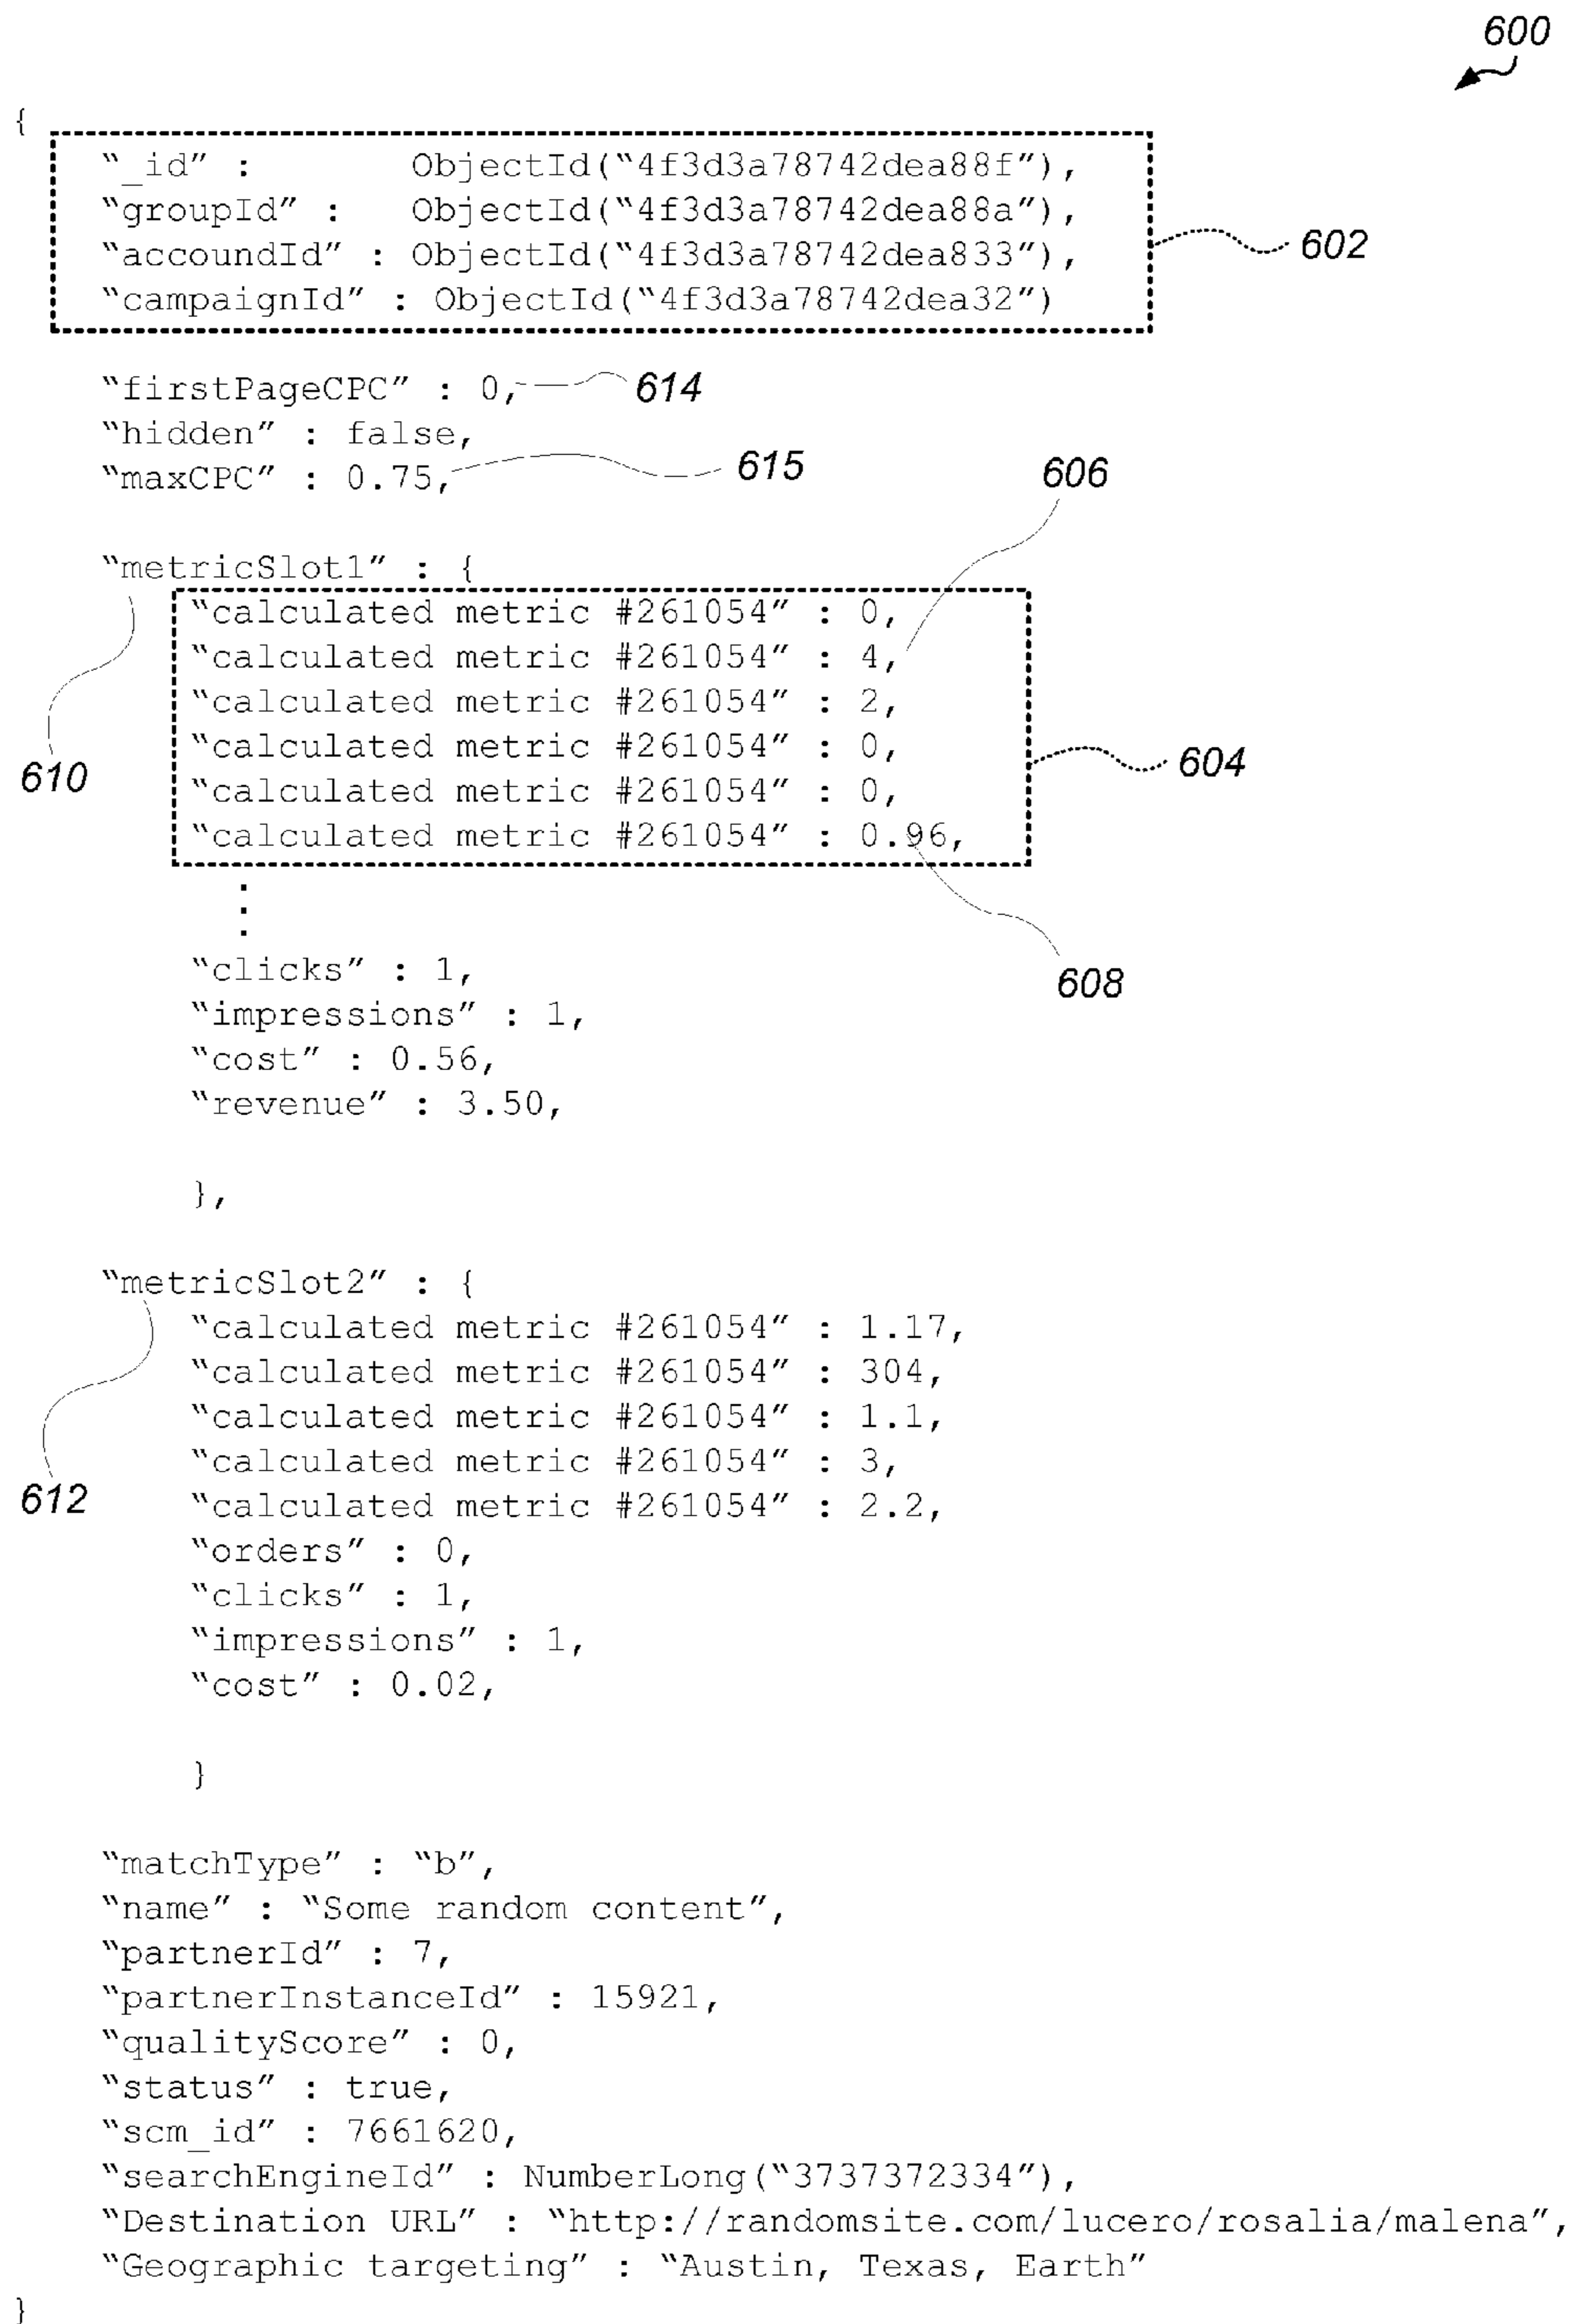 600
{
“_id” : ObjectId(“4f3d3a78742dea88f”),
“groupId” : ObjectId(“4f3d3a78742dea88a”),
“accoundId” : ObjectId(“4f3d3a78742dea833”),
602
“campaignId” : ObjectId(“4f3d3a78742dea32”)
“firstPageCPC” : 0, 614
“hidden” : false,
“maxCPC” : 0.75, 615
606
“metricSlot1” : {
“calculated metric #261054” : 0,
“calculated metric #261054” : 4,
“calculated metric #261054” : 2,
“calculated metric #261054” : 0,
610
604
“calculated metric #261054” : 0,
“calculated metric #261054” : 0.96,
.
.
.
“clicks” : 1,
608
“impressions” : 1,
“cost” : 0.56,
“revenue” : 3.50,
},
“metricSlot2” : {
“calculated metric #261054” : 1.17,
“calculated metric #261054” : 304,
“calculated metric #261054” : 1.1,
“calculated metric #261054” : 3,
612
“calculated metric #261054” : 2.2,
“orders” : 0,
“clicks” : 1,
“impressions” : 1,
“cost” : 0.02,
}
“matchType” : “b”,
“name” : “Some random content”,
“partnerId” : 7,
“partnerInstanceId” : 15921,
“qualityScore” : 0,
“status” : true,
“scm_id” : 7661620,
“searchEngineId” : NumberLong(“3737372334”),
“Destination URL” : “http://randomsite.com/lucero/rosalia/malena”,
“Geographic targeting” : “Austin, Texas, Earth”
}